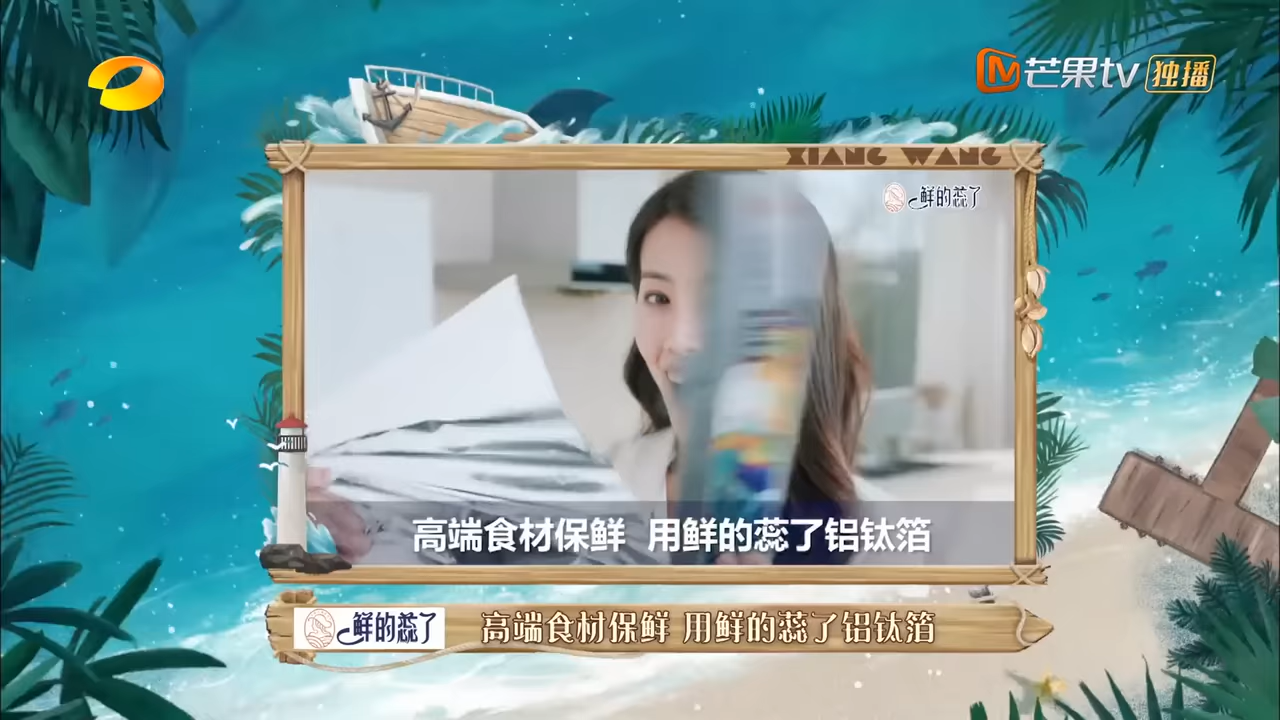 芒果tv 独播
XIANG WANG
鲜的蕊了
高端食材保鲜 用鲜的蕊了铝钛箔
鲜的蕊了 高端食材保鲜 用鲜的蕊了铝钛箔